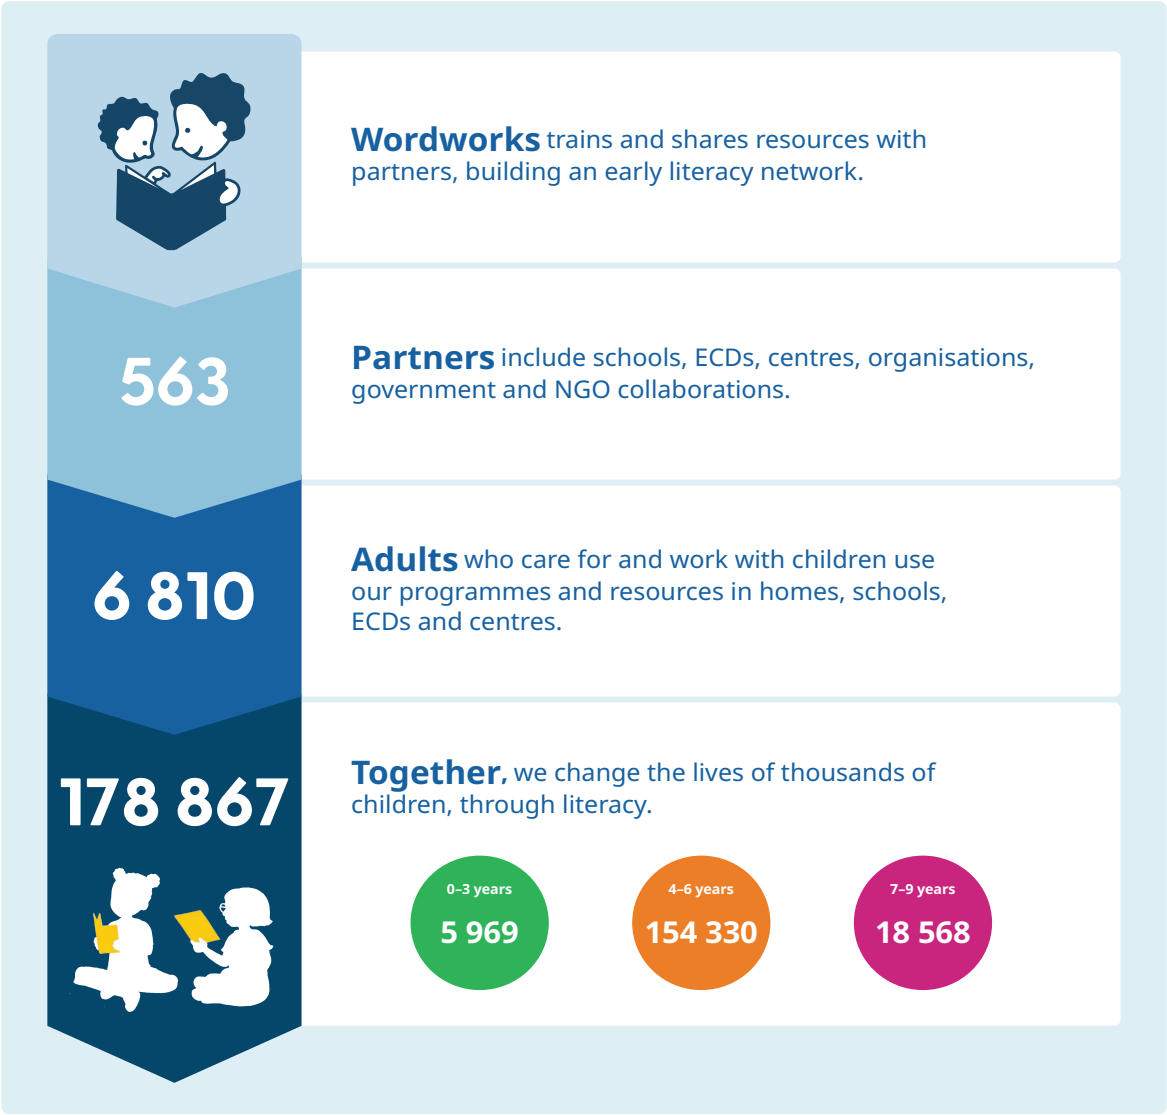 Wordworks trains and shares resources with
partners, building an early literacy network.
563
Partners include schools, ECDs, centres, organisations,
government and NGO collaborations.
6 810
Adults who care for and work with children use
our programmes and resources in homes, schools,
ECDs and centres.
178 867
Together, we change the lives of thousands of
children, through literacy.
0–3 years
5 969
4–6 years
154 330
7–9 years
18 568